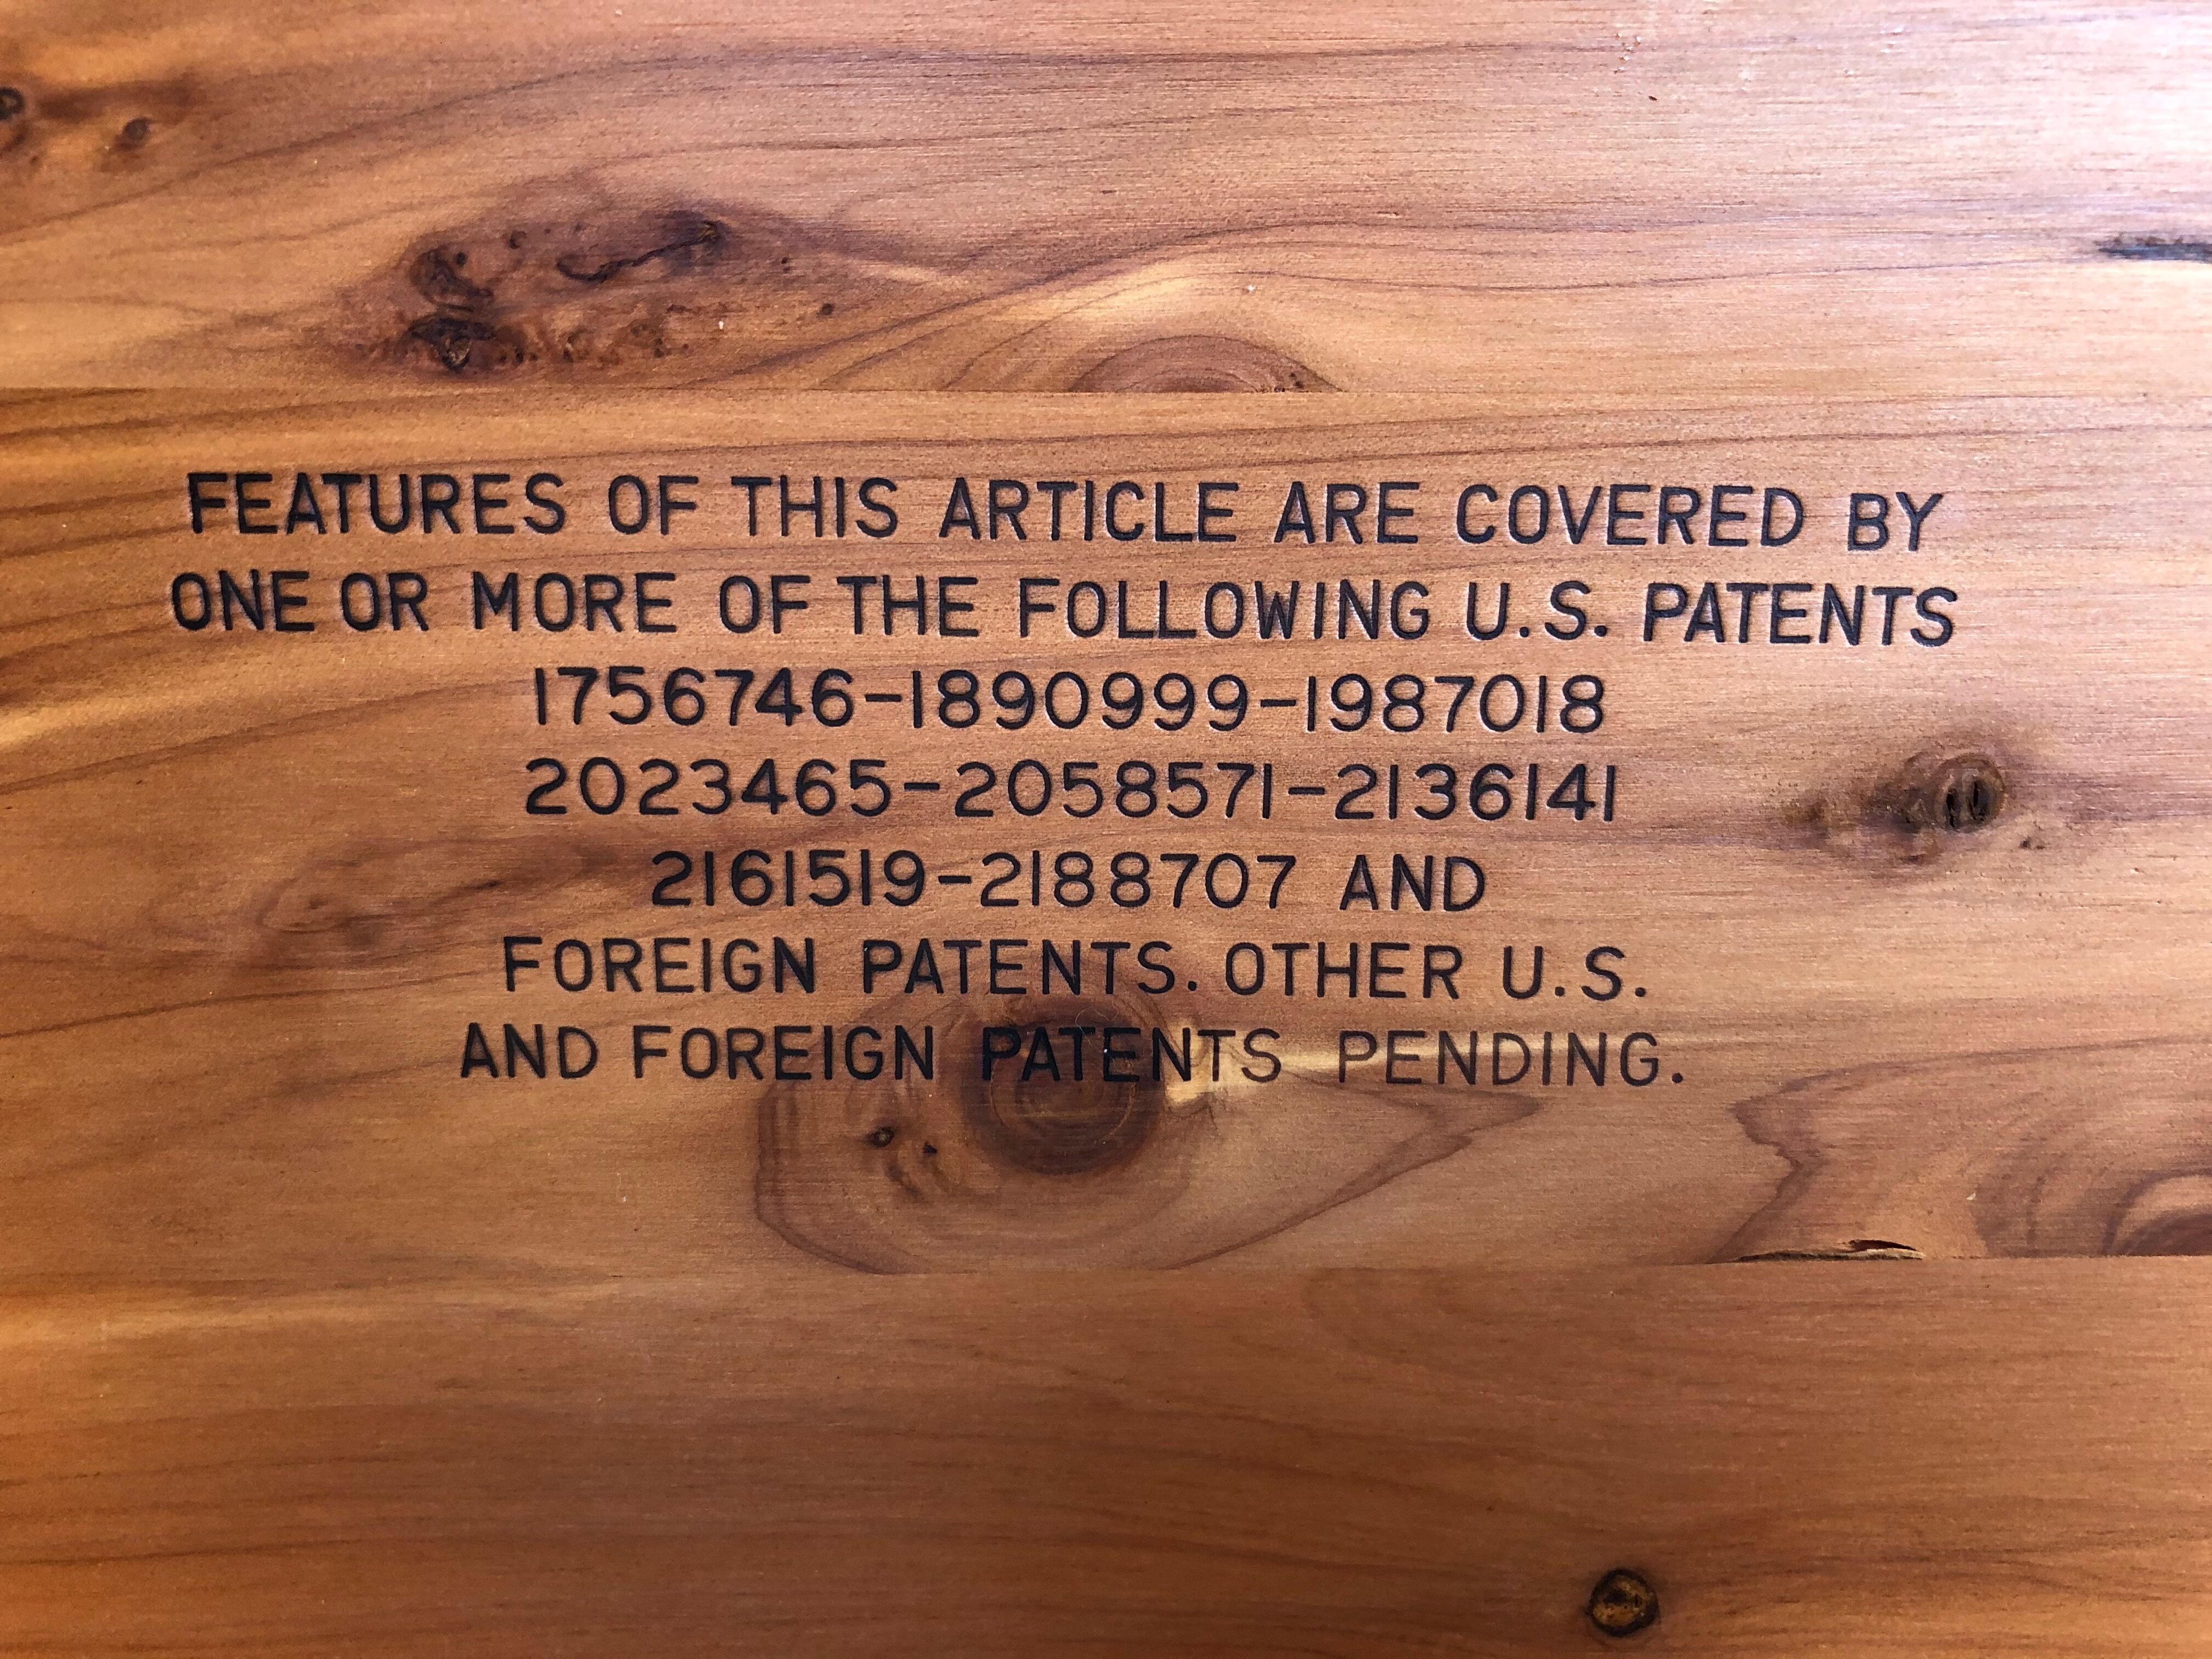 FEATURES OF THIS ARTICLE ARE COVERED BY
ONE OR MORE OF THE FOLLOWING U.S. PATENTS
1756746-1890999-1987018
2023465-2058571-2136141
2161519-2188707 AND
FOREIGN PATENTS. OTHER U.S.
AND FOREIGN PATENTS PENDING.